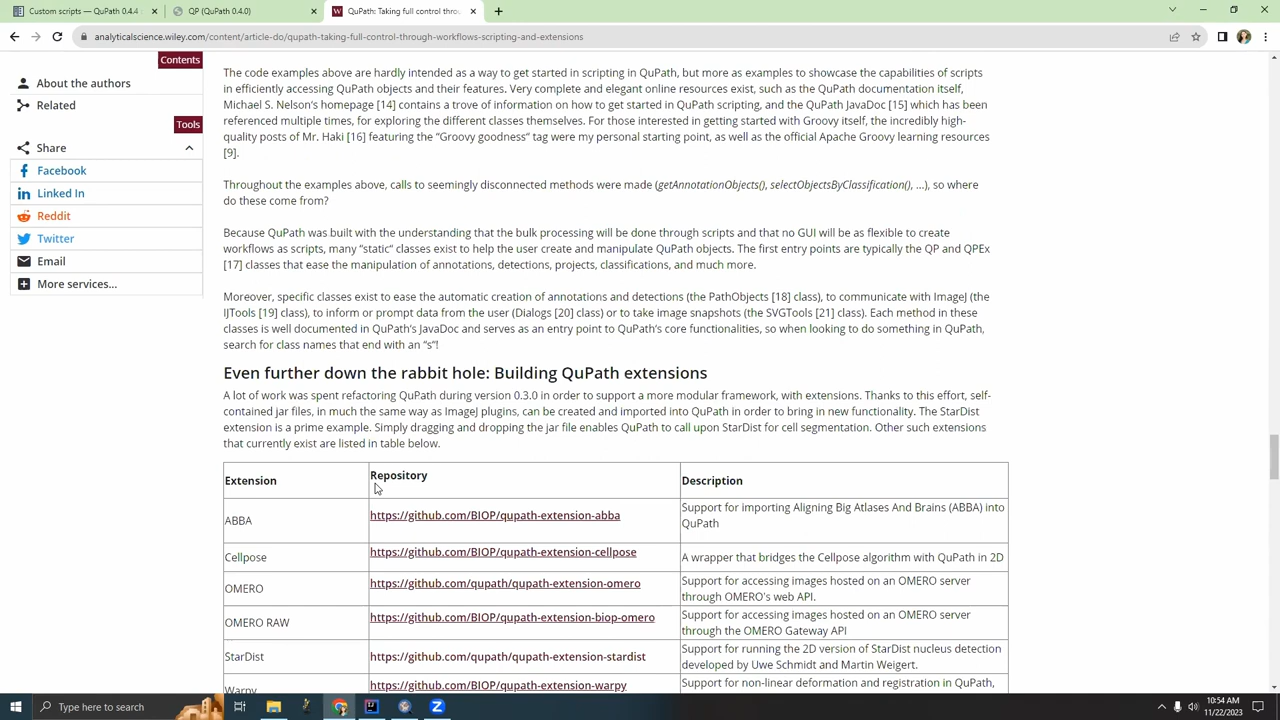 Custom scripts — QuPath 0.4.4
QP (QuPath 0.4.0)
QuPath: Taking full control throu
analyticalscience.wiley.com/content/article-do/qupath-taking-full-control-through-workflows-scripting-and-extensions
Contents
About the authors
Related
Tools
Share
Facebook
Linked In
Reddit
Twitter
Email
More services...
The code examples above are hardly intended as a way to get started in scripting in QuPath, but more as examples to showcase the capabilities of scripts
in efficiently accessing QuPath objects and their features. Very complete and elegant online resources exist, such as the QuPath documentation itself,
Michael S. Nelson's homepage [14] contains a trove of information on how to get started in QuPath scripting, and the QuPath JavaDoc [15] which has been
referenced multiple times, for exploring the different classes themselves. For those interested in getting started with Groovy itself, the incredibly high-
quality posts of Mr. Haki [16] featuring the “Groovy goodness“ tag were my personal starting point, as well as the official Apache Groovy learning resources
[9].
Throughout the examples above, calls to seemingly disconnected methods were made (getAnnotationObjects(), selectObjectsByClassification(), ...), so where
do these come from?
Because QuPath was built with the understanding that the bulk processing will be done through scripts and that no GUI will be as flexible to create
workflows as scripts, many “static“ classes exist to help the user create and manipulate QuPath objects. The first entry points are typically the QP and QPEx
[17] classes that ease the manipulation of annotations, detections, projects, classifications, and much more.
Moreover, specific classes exist to ease the automatic creation of annotations and detections (the PathObjects [18] class), to communicate with ImageJ (the
IJTools [19] class), to inform or prompt data from the user (Dialogs [20] class) or to take image snapshots (the SVGTools [21] class). Each method in these
classes is well documented in QuPath's JavaDoc and serves as an entry point to QuPath's core functionalities, so when looking to do something in QuPath,
search for class names that end with an “s“!
Even further down the rabbit hole: Building QuPath extensions
A lot of work was spent refactoring QuPath during version 0.3.0 in order to support a more modular framework, with extensions. Thanks to this effort, self-
contained jar files, in much the same way as ImageJ plugins, can be created and imported into QuPath in order to bring in new functionality. The StarDist
extension is a prime example. Simply dragging and dropping the jar file enables QuPath to call upon StarDist for cell segmentation. Other such extensions
that currently exist are listed in table below.
Extension
Repository
Description
ABBA
https://github.com/BIOP/qupath-extension-abba
Support for importing Aligning Big Atlases And Brains (ABBA) into
QuPath
Cellpose
https://github.com/BIOP/qupath-extension-cellpose
A wrapper that bridges the Cellpose algorithm with QuPath in 2D
OMERO
https://github.com/qupath/qupath-extension-omero
Support for accessing images hosted on an OMERO server
through OMERO's web API.
OMERO RAW
https://github.com/BIOP/qupath-extension-biop-omero
Support for accessing images hosted on an OMERO server
through the OMERO Gateway API
StarDist
https://github.com/qupath/qupath-extension-stardist
Support for running the 2D version of StarDist nucleus detection
developed by Uwe Schmidt and Martin Weigert.
Warpy
https://github.com/BIOP/qupath-extension-warpy
Support for non-linear deformation and registration in QuPath,
Type here to search
10:54 AM
11/22/2023